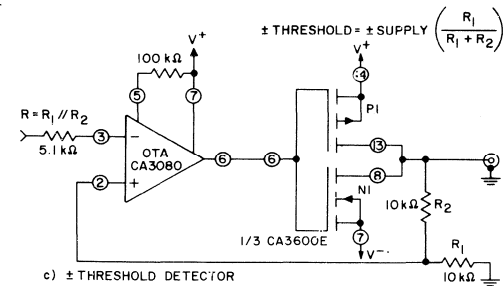 ± THRESHOLD = ± SUPPLY (R1 / R1 + R2)
V+
V+
100 kΩ
14
5
7
P1
R = R1 // R2
3
−
13
5.1 kΩ
OTA
CA3080
6
6
8
2
+
N1
10 kΩ
R2
7
1/3 CA3600E
V−
R1
10 kΩ
c) ± THRESHOLD DETECTOR